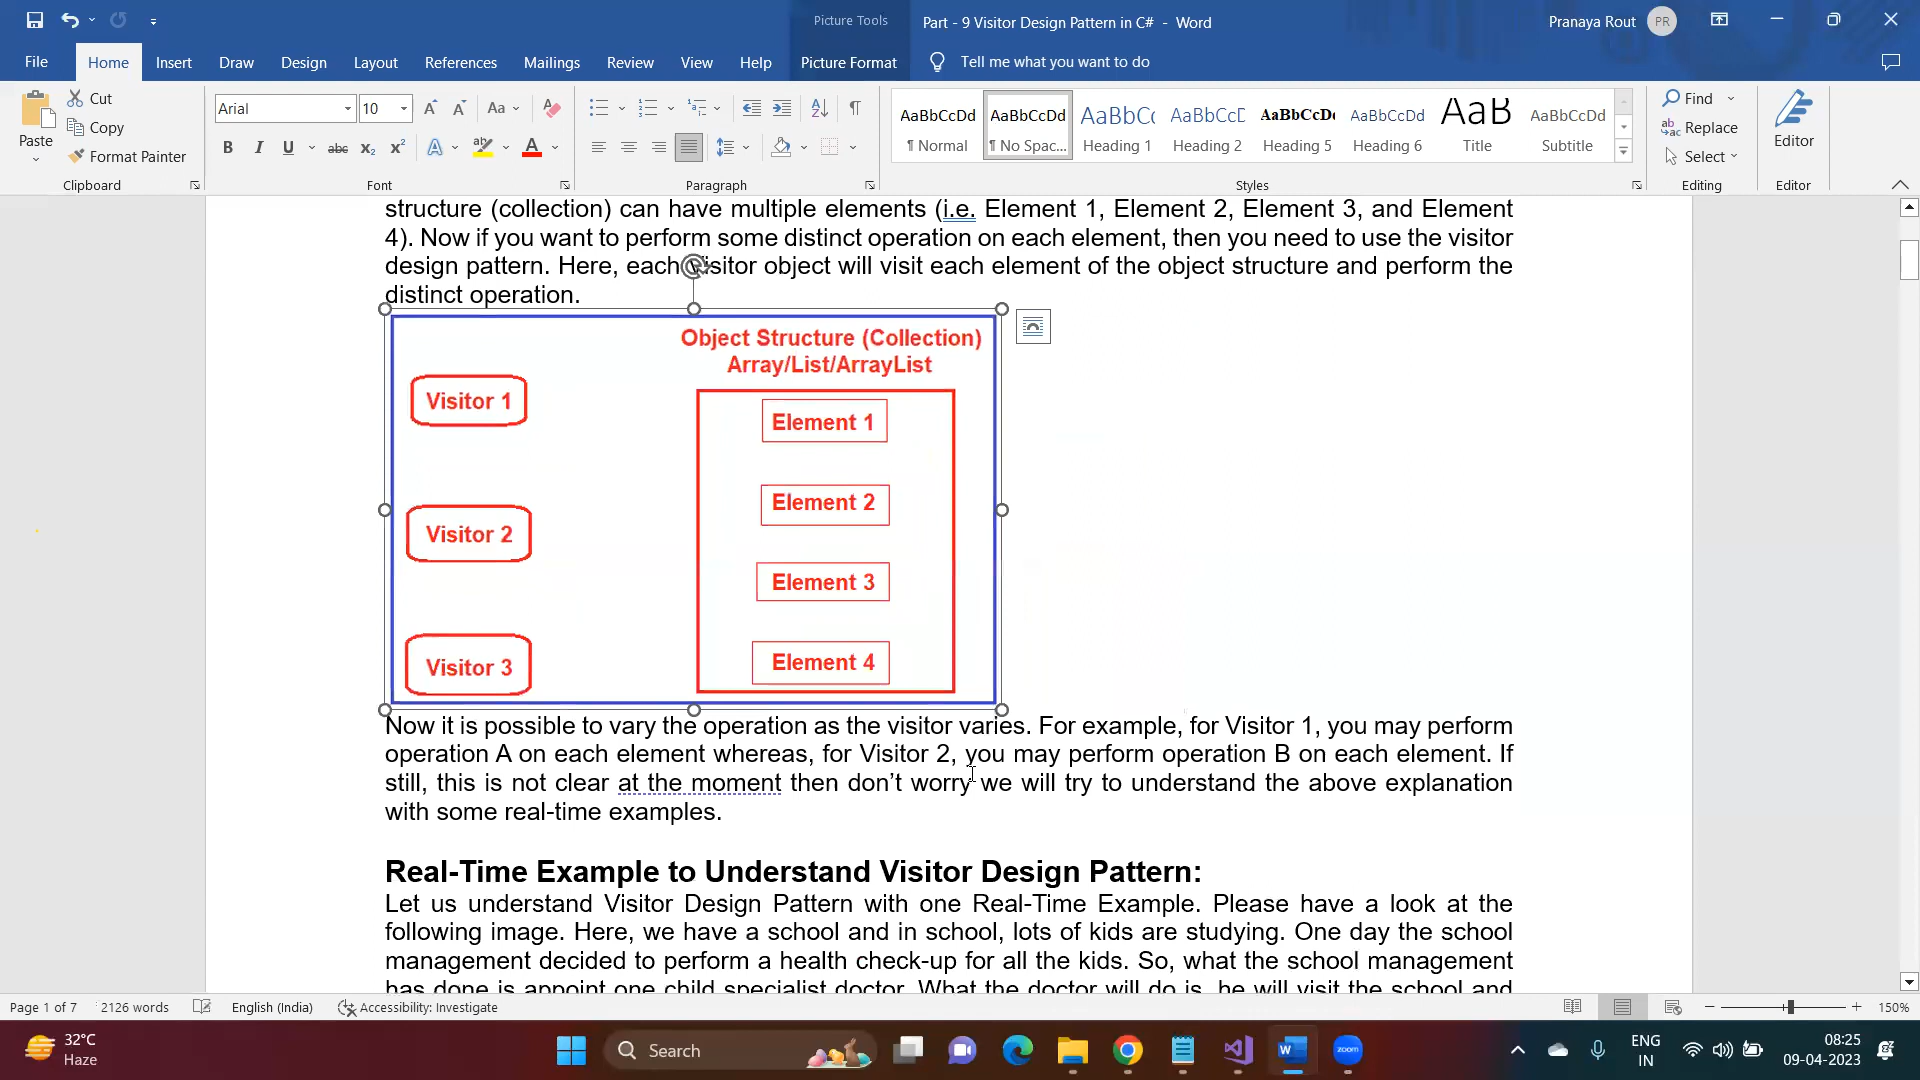 Picture Tools
Part - 9 Visitor Design Pattern in C# - Word
Pranaya Rout
PR
File
Home
Insert
Draw
Design
Layout
References
Mailings
Review
View
Help
Picture Format
Tell me what you want to do
Paste
Cut
Copy
Format Painter
Clipboard
Arial
10
Font
Paragraph
AaBbCcDd
¶ Normal
AaBbCcDd
¶ No Spac...
AaBbC(
Heading 1
AaBbCcE
Heading 2
AaBbCcDc
Heading 5
AaBbCcDd
Heading 6
AaB
Title
AaBbCcDd
Subtitle
Styles
Find
Replace
Select
Editing
Editor
Editor
structure (collection) can have multiple elements (i.e. Element 1, Element 2, Element 3, and Element
4). Now if you want to perform some distinct operation on each element, then you need to use the visitor
design pattern. Here, each visitor object will visit each element of the object structure and perform the
distinct operation.
Object Structure (Collection)
Array/List/ArrayList
Visitor 1
Element 1
Element 2
Visitor 2
Element 3
Element 4
Visitor 3
Now it is possible to vary the operation as the visitor varies. For example, for Visitor 1, you may perform
operation A on each element whereas, for Visitor 2, you may perform operation B on each element. If
still, this is not clear at the moment then don’t worry we will try to understand the above explanation
with some real-time examples.
Real-Time Example to Understand Visitor Design Pattern:
Let us understand Visitor Design Pattern with one Real-Time Example. Please have a look at the
following image. Here, we have a school and in school, lots of kids are studying. One day the school
management decided to perform a health check-up for all the kids. So, what the school management
has done is appoint one child specialist doctor. What the doctor will do is, he will visit the school and
Page 1 of 7
2126 words
English (India)
Accessibility: Investigate
150%
32°C
Haze
Search
zoom
ENG
IN
08:25
09-04-2023